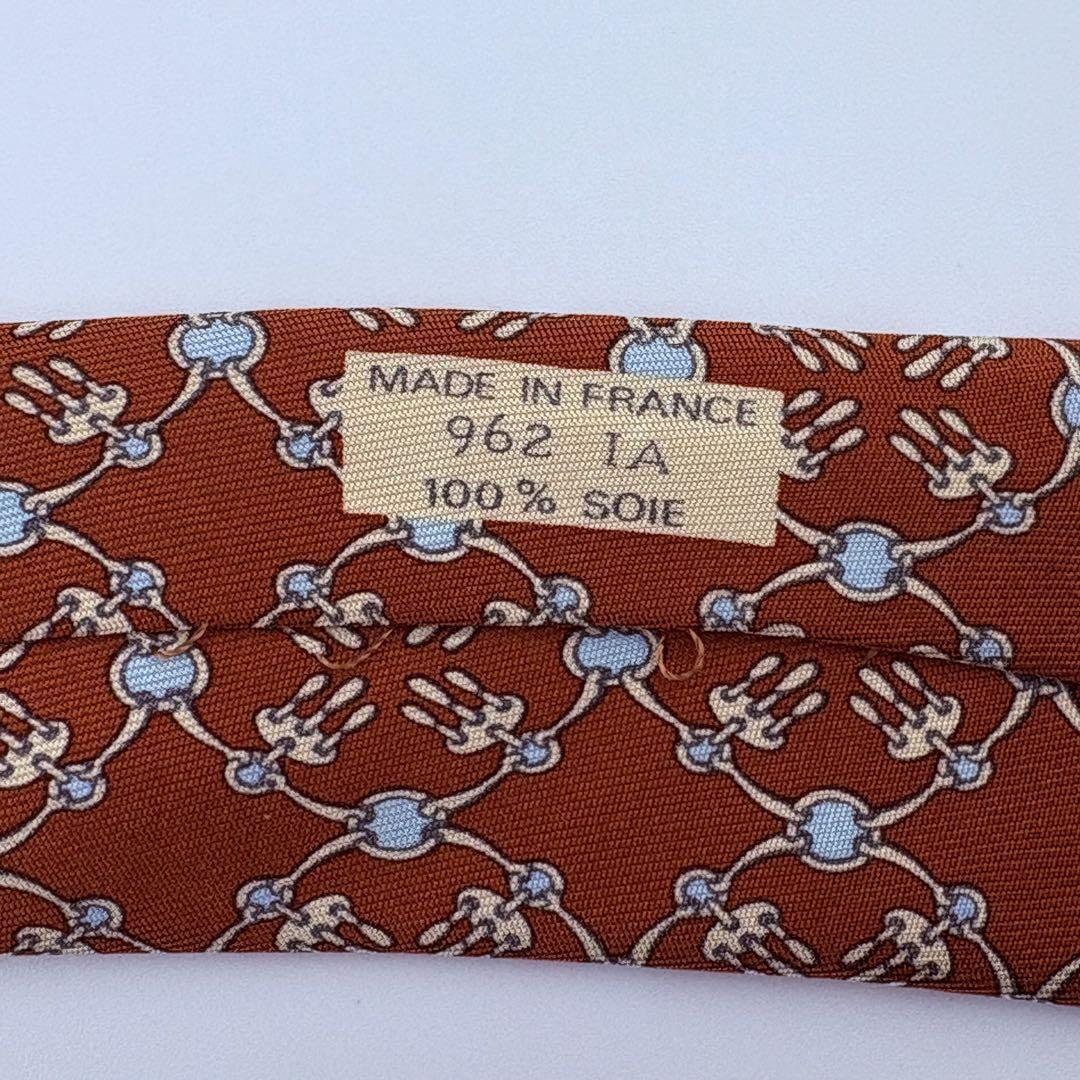 MADE IN FRANCE
962 IA
100% SOIE